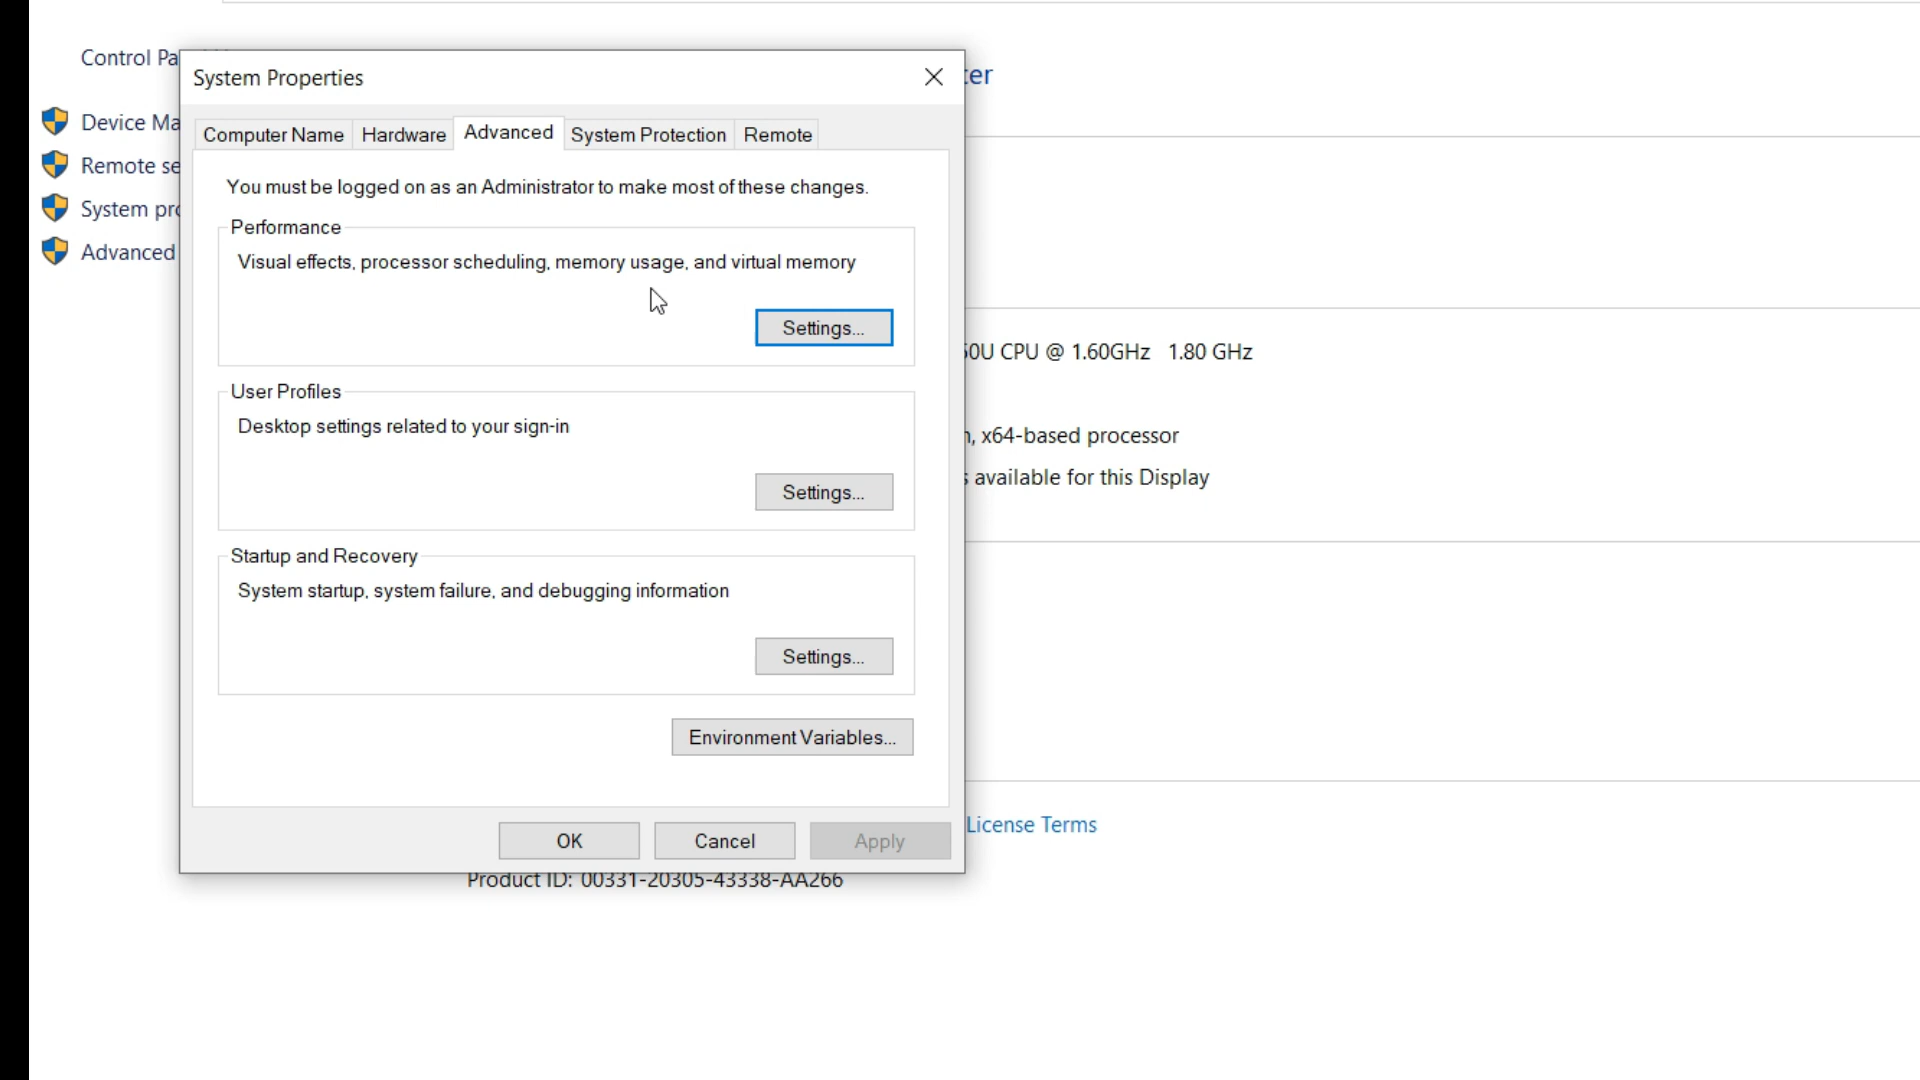 Control
System Properties
Computer Name Hardware Advanced System Protection Remote
You must be logged on as an Administrator to make most of these changes.
Performance
Visual effects, processor scheduling, memory usage, and virtual memory
Settings...
User Profiles
Desktop settings related to your sign-in
Settings...
Startup and Recovery
System startup, system failure, and debugging information
Settings...
Environment Variables...
OK Cancel Apply
Device Ma
Remote se
System pro
Advanced
ter
50U CPU @ 1.60GHz 1.80 GHz
, x64-based processor
available for this Display
License Terms
Product ID: 00331-20305-43338-AA266